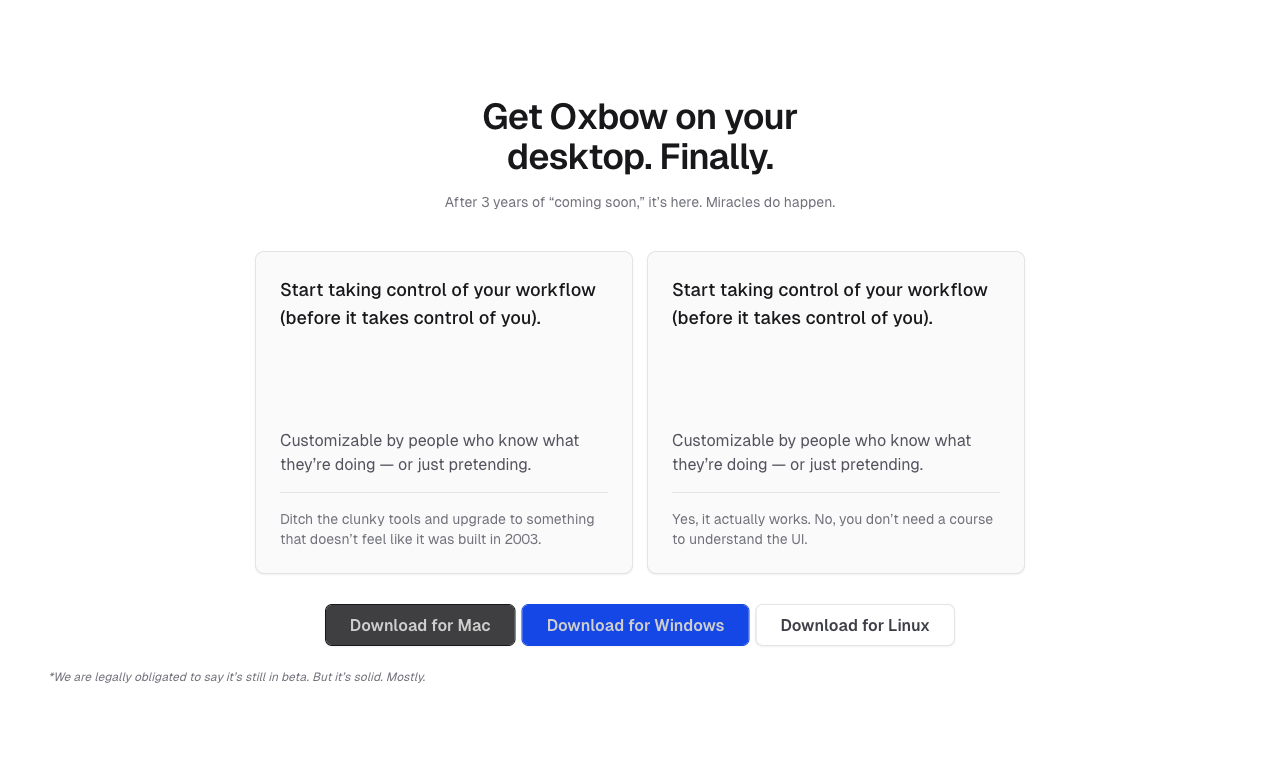 Get Oxbow on your
desktop. Finally.
After 3 years of “coming soon,” it’s here. Miracles do happen.
Start taking control of your workflow
(before it takes control of you).
Customizable by people who know what
they’re doing — or just pretending.
Ditch the clunky tools and upgrade to something
that doesn’t feel like it was built in 2003.
Start taking control of your workflow
(before it takes control of you).
Customizable by people who know what
they’re doing — or just pretending.
Yes, it actually works. No, you don’t need a course
to understand the UI.
Download for Mac
Download for Windows
Download for Linux
*We are legally obligated to say it’s still in beta. But it’s solid. Mostly.